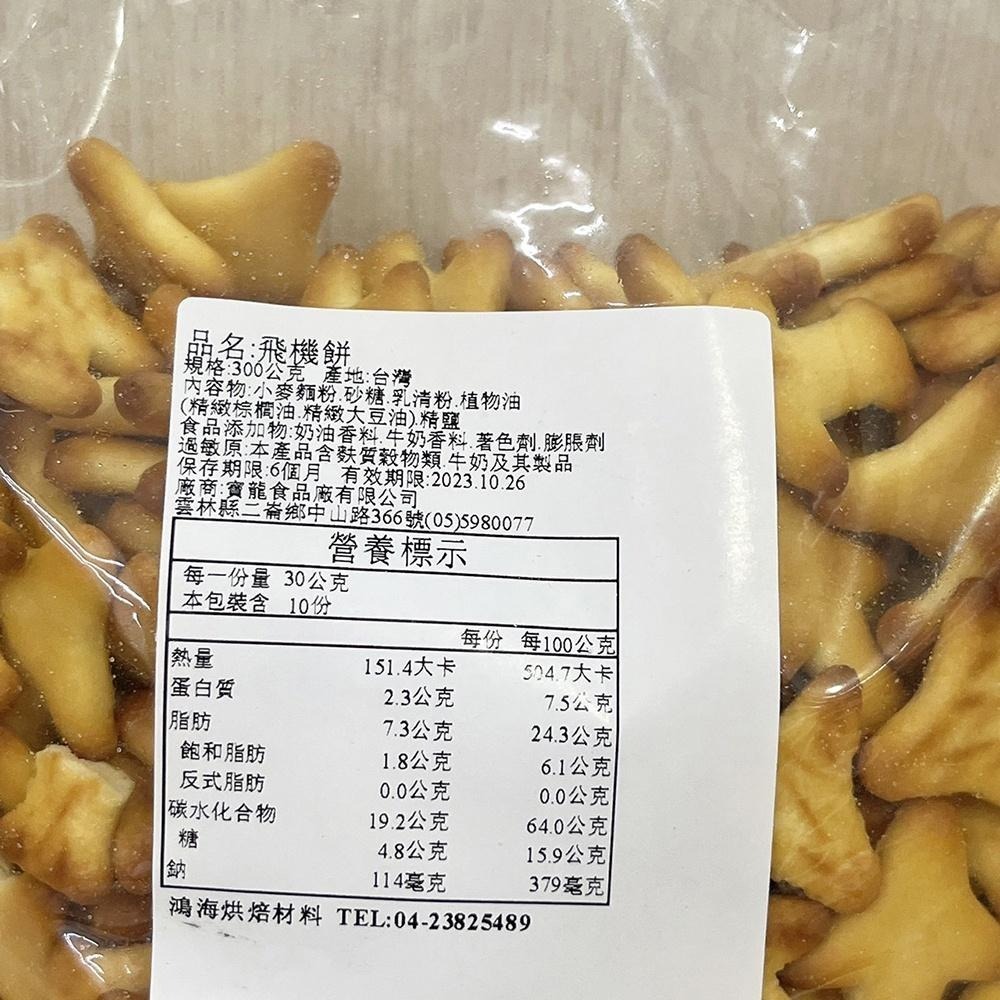 品名:飛機餅
規格:300公克 產地:台灣
內容物:小麥麵粉.砂糖.乳清粉.植物油
(精緻棕櫚油.精緻大豆油).精鹽
食品添加物:奶油香料.牛奶香料.著色劑.膨脹劑
過敏原:本產品含麩質穀物類.牛奶及其製品
保存期限:6個月 有效期限:2023.10.26
廠商:寶龍食品廠有限公司
雲林縣二崙鄉中山路366號(05)5980077
營養標示
每一份量 30公克
本包裝含 10份
每份 每100公克
熱量 151.4大卡 504.7大卡
蛋白質 2.3公克 7.5公克
脂肪 7.3公克 24.3公克
飽和脂肪 1.8公克 6.1公克
反式脂肪 0.0公克 0.0公克
碳水化合物 19.2公克 64.0公克
糖 4.8公克 15.9公克
鈉 114毫克 379毫克
鴻海烘焙材料 TEL:04-23825489